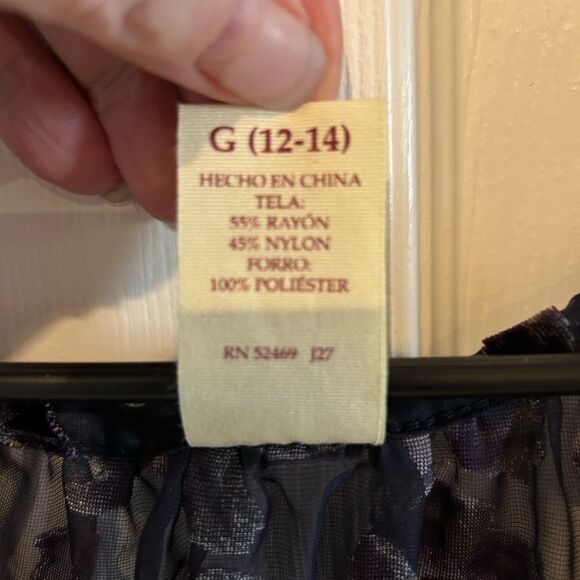 G (12-14)
HECHO EN CHINA
TELA:
55% RAYÓN
45% NYLON
FORRO:
100% POLIÉSTER
RN 52469 J27